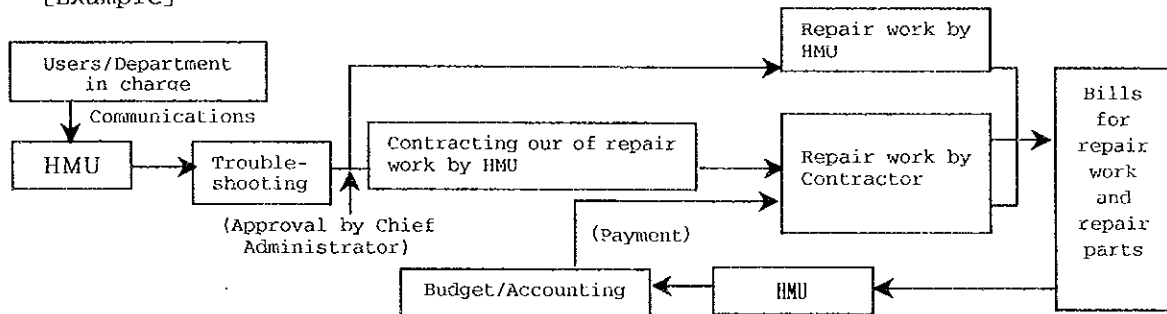 [Example]
Users/Department
in charge
Communications
HMU
Trouble-
shooting
(Approval by Chief
Administrator)
Contracting our of repair
work by HMU
Repair work by
HMU
Repair work by
Contractor
(Payment)
Budget/Accounting
HMU
Bills
for
repair
work
and
repair
parts